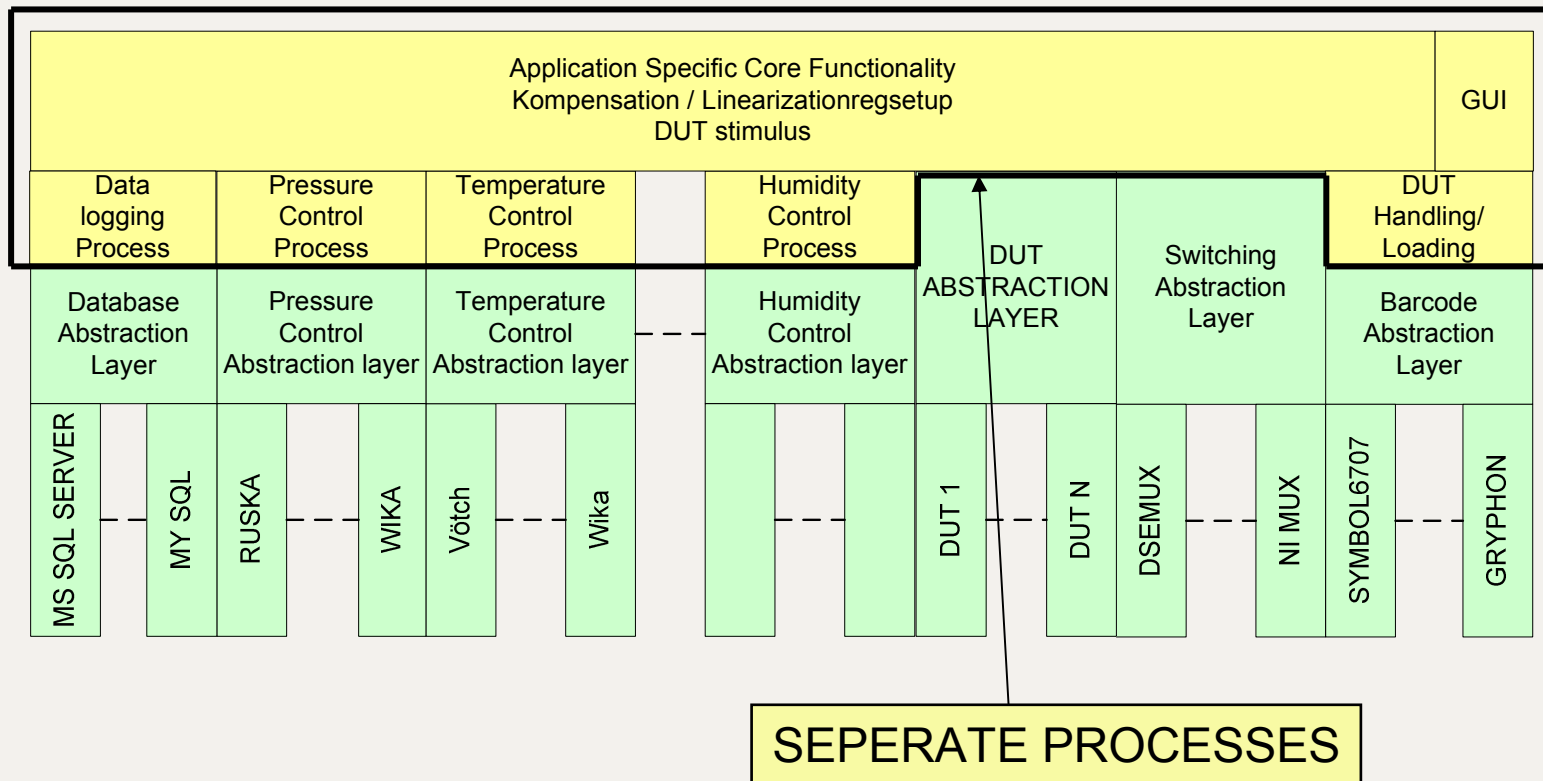 Application Specific Core Functionality
Kompensation / Linearizationregsetup
DUT stimulus
GUI
Data
logging
Process
Pressure
Control
Process
Temperature
Control
Process
Humidity
Control
Process
DUT
Handling/
Loading
Database
Abstraction
Layer
Pressure
Control
Abstraction layer
Temperature
Control
Abstraction layer
Humidity
Control
Abstraction layer
DUT
ABSTRACTION
LAYER
Switching
Abstraction
Layer
Barcode
Abstraction
Layer
MS SQL SERVER
MY SQL
RUSKA
WIKA
Vötch
Wika
DUT 1
DUT N
DSEMUX
NI MUX
SYMBOL6707
GRYPHON
SEPERATE PROCESSES